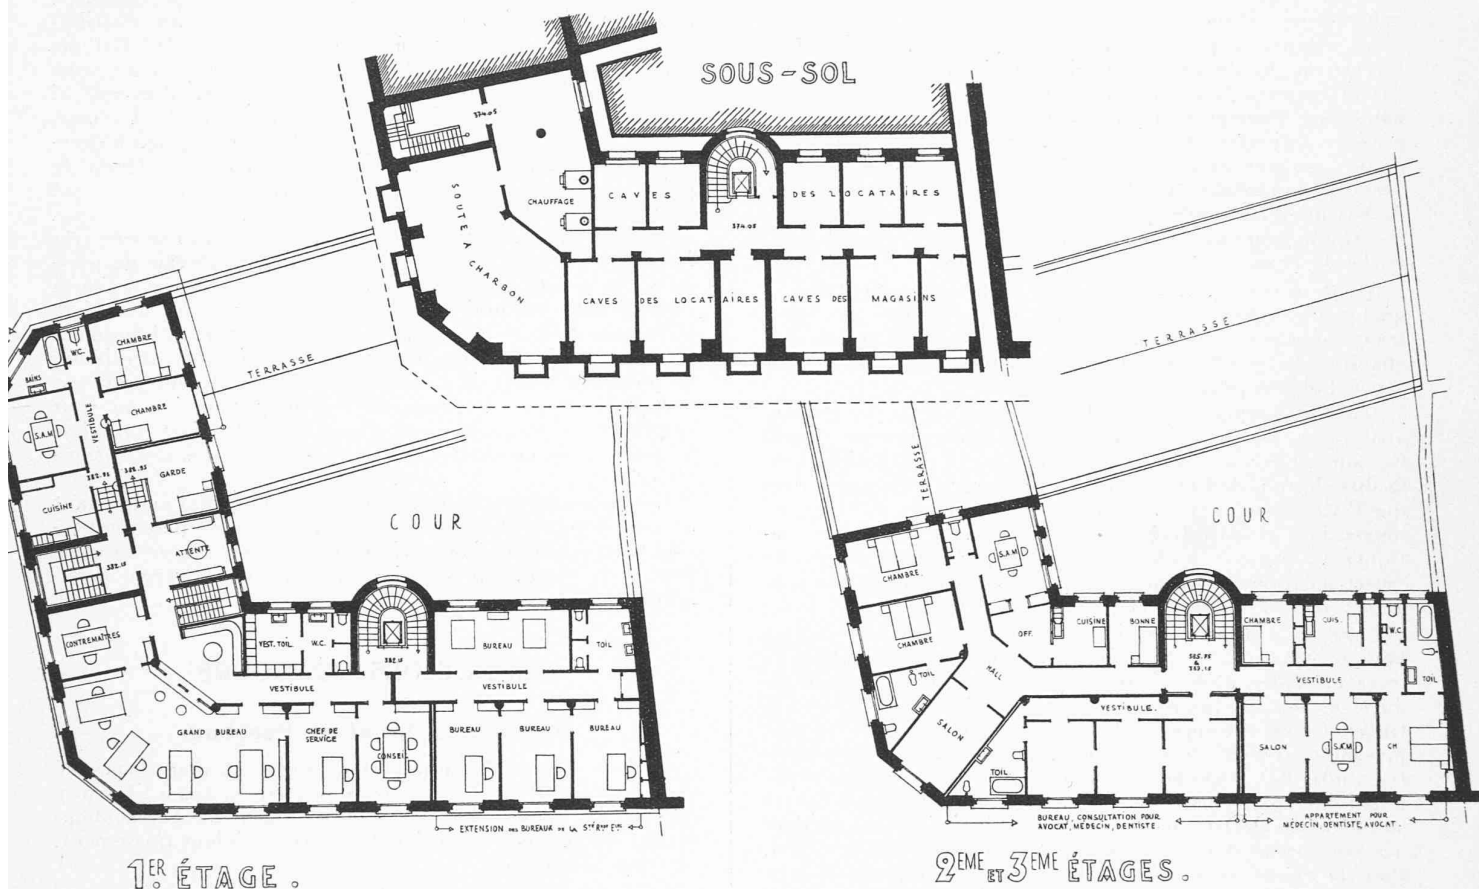 SOUS-SOL
374.05
SOUTE A CHARBON
CHAUFFAGE
CAVES DES LOCATAIRES
374.05
CAVES DES LOCATAIRES
CAVES DES MAGASINS
TERRASSE
CHAMBRE
W.C.
BAINS
CHAMBRE
VESTIBULE
S.A.M
GARDE
CUISINE
ATTENTE
382.15
COUR
CONTREMAÎTRES
VEST. TOIL
W.C.
BUREAU
TOIL
382.15
VESTIBULE
VESTIBULE
GRAND BUREAU
CHEF DE
SERVICE
CONSEIL
BUREAU
BUREAU
BUREAU
EXTENSION DES BUREAUX DE LA
1ER. ÉTAGE.
TERRASSE
TERRASSE
COUR
CHAMBRE
S.A.M
CHAMBRE
OFF.
CUISINE
BONNE
CHAMBRE
CUIS.
W.C.
HALL
TOIL
SALON
VESTIBULE.
VESTIBULE
TOIL
TOIL
SALON
S.A.M
CH
BUREAU, CONSULTATION POUR
AVOCAT, MÉDECIN, DENTISTE.
APPARTEMENT POUR
MÉDECIN, DENTISTE, AVOCAT.
2EME ET 3EME ÉTAGES.